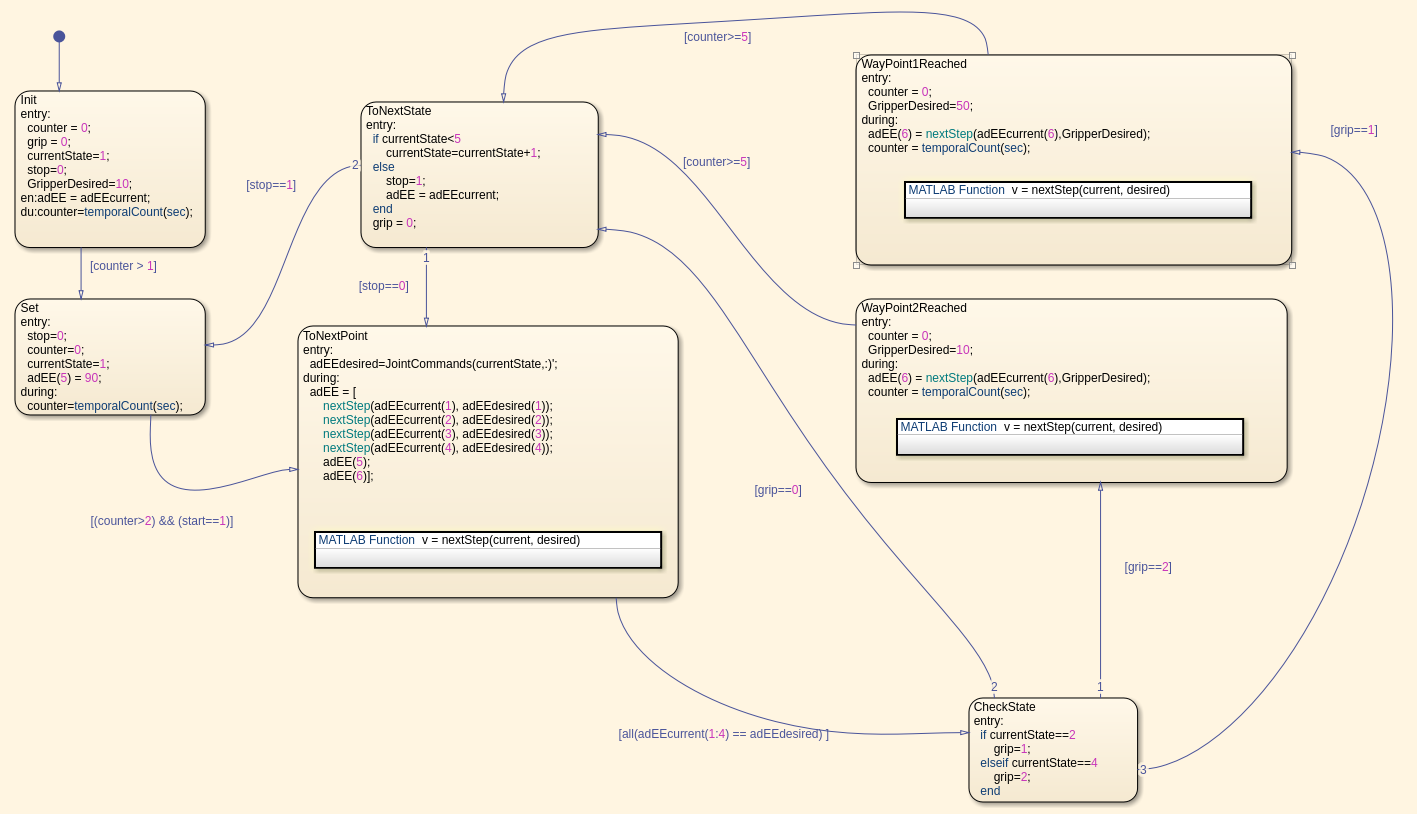 Init
entry:
counter = 0;
grip = 0;
currentState=1;
stop=0;
GripperDesired=10;
en:adEE = adEEcurrent;
du:counter=temporalCount(sec);
[counter > 1]
Set
entry:
stop=0;
counter=0;
currentState=1;
adEE(5) = 90;
during:
counter=temporalCount(sec);
[(counter>2) && (start==1)]
[stop==1]
2
ToNextState
entry:
if currentState<5
currentState=currentState+1;
else
stop=1;
adEE = adEEcurrent;
end
grip = 0;
1
[stop==0]
ToNextPoint
entry:
adEEdesired=JointCommands(currentState,:)';
during:
adEE = [
nextStep(adEEcurrent(1), adEEdesired(1));
nextStep(adEEcurrent(2), adEEdesired(2));
nextStep(adEEcurrent(3), adEEdesired(3));
nextStep(adEEcurrent(4), adEEdesired(4));
adEE(5);
adEE(6)];
MATLAB Function v = nextStep(current, desired)
[all(adEEcurrent(1:4) == adEEdesired) ]
[counter>=5]
[counter>=5]
[grip==0]
WayPoint1Reached
entry:
counter = 0;
GripperDesired=50;
during:
adEE(6) = nextStep(adEEcurrent(6),GripperDesired);
counter = temporalCount(sec);
MATLAB Function v = nextStep(current, desired)
[grip==1]
WayPoint2Reached
entry:
counter = 0;
GripperDesired=10;
during:
adEE(6) = nextStep(adEEcurrent(6),GripperDesired);
counter = temporalCount(sec);
MATLAB Function v = nextStep(current, desired)
[grip==2]
2
1
CheckState
entry:
if currentState==2
grip=1;
elseif currentState==4
grip=2;
end
3